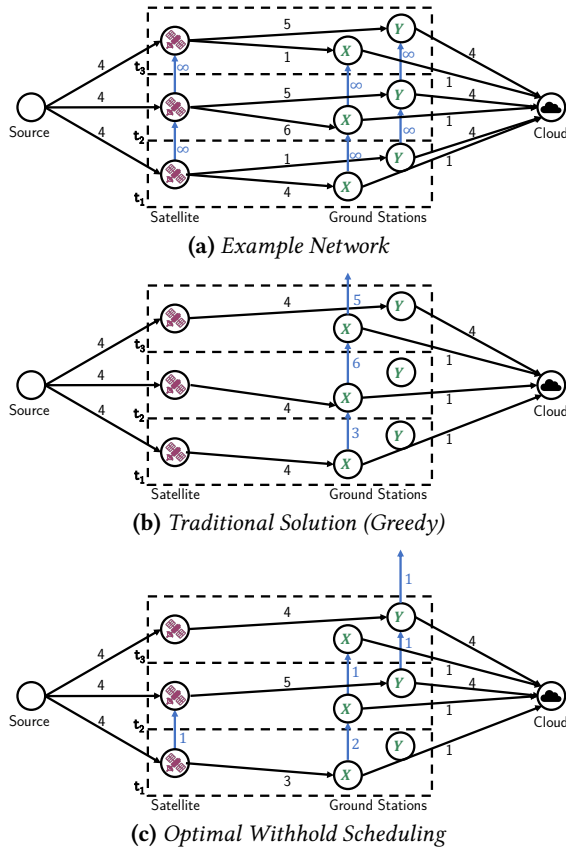 5 Y
4 1 X 4
t₃ ∞ ∞ ∞ 1
4 5 Y 4
Source 6 X 1 Cloud
t₂ ∞ ∞ ∞ 4
4 1 Y 1
4 X
t₁
Satellite Ground Stations
(a) Example Network
5
4 Y
4 X 4
t₃ 6 1
4 Y
Source 4 X 1 Cloud
t₂ 3
4 Y 1
4 X
t₁
Satellite Ground Stations
(b) Traditional Solution (Greedy)
1
4 Y
4 X 4
t₃ 1 1 1
4 5 Y 4
Source X 1 Cloud
t₂ 1 2
4 Y 1
3 X
t₁
Satellite Ground Stations
(c) Optimal Withhold Scheduling